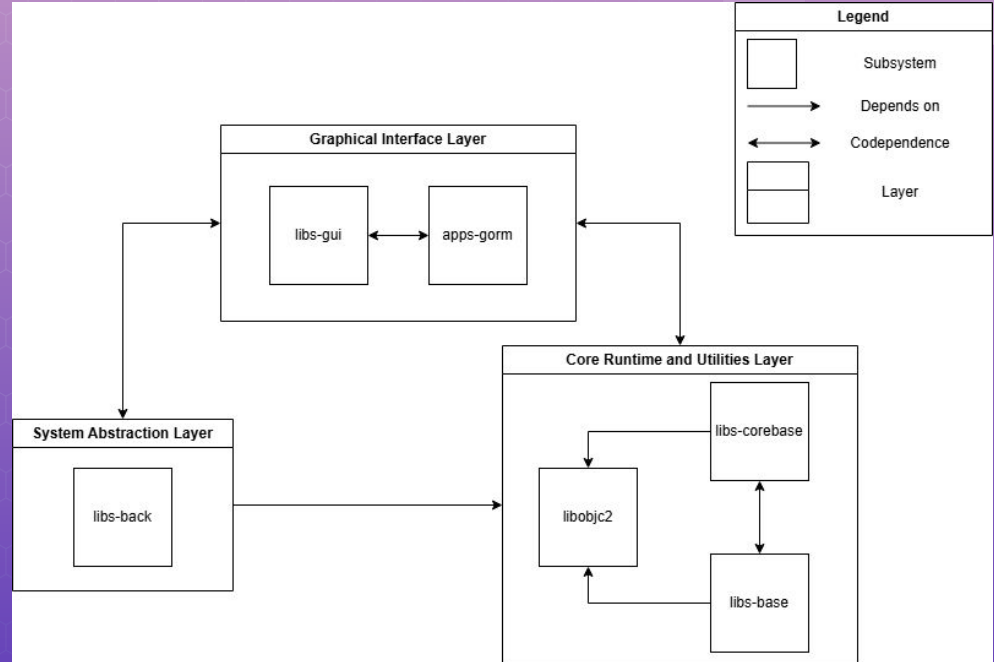 Legend
Subsystem
Depends on
Codependence
Layer
Graphical Interface Layer
libs-gui
apps-gorm
Core Runtime and Utilities Layer
libs-corebase
System Abstraction Layer
libs-back
libobjc2
libs-base